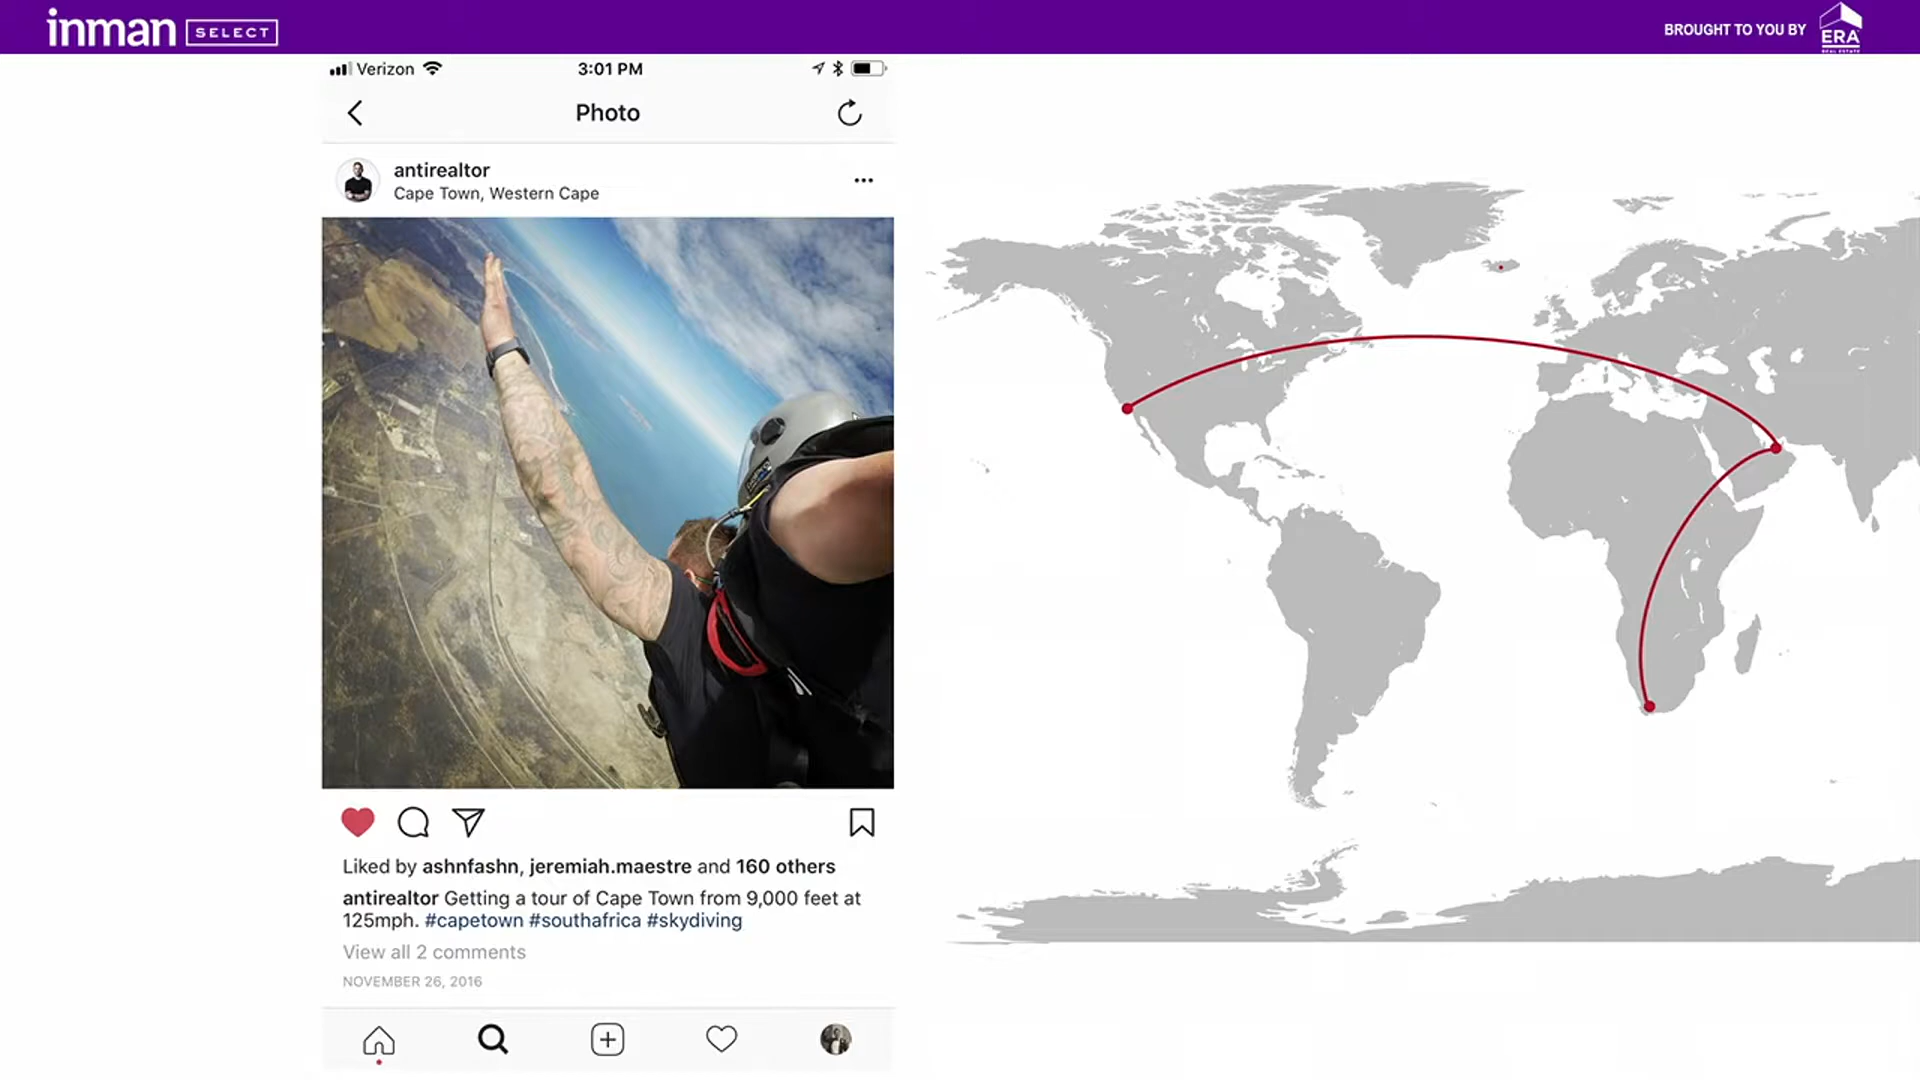 inman SELECT
BROUGHT TO YOU BY
ERA
REAL ESTATE
Verizon
3:01 PM
Photo
antirealtor
Cape Town, Western Cape
Liked by ashnfashn, jeremiah.maestre and 160 others
antirealtor Getting a tour of Cape Town from 9,000 feet at
125mph. #capetown #southafrica #skydiving
View all 2 comments
NOVEMBER 26, 2016